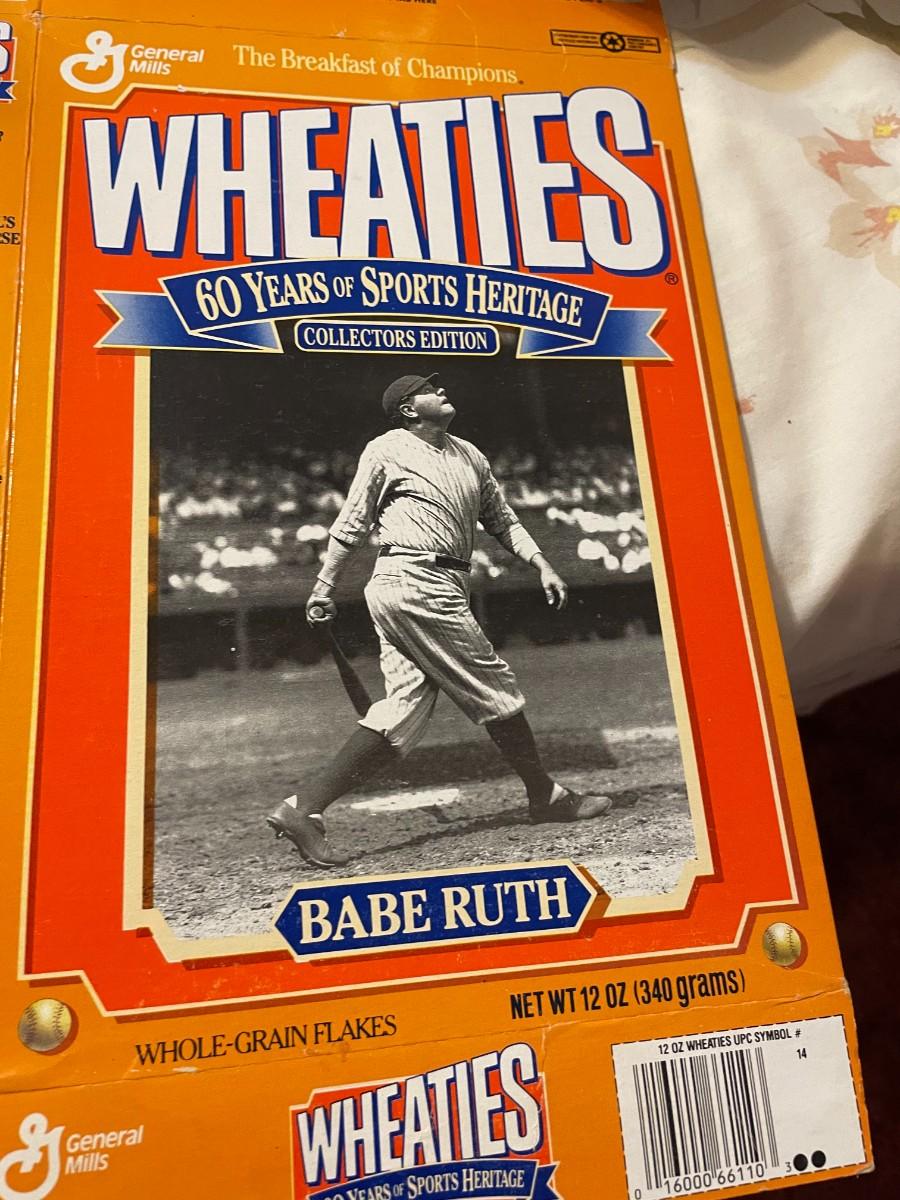 General
Mills
The Breakfast of Champions.
WHEATIES
®
60 YEARS OF SPORTS HERITAGE
COLLECTORS EDITION
BABE RUTH
NET WT 12 OZ (340 grams)
WHOLE-GRAIN FLAKES
12 OZ WHEATIES UPC SYMBOL #
14
0 16000 66110 3
General
Mills
WHEATIES
YEARS OF SPORTS HERITAGE